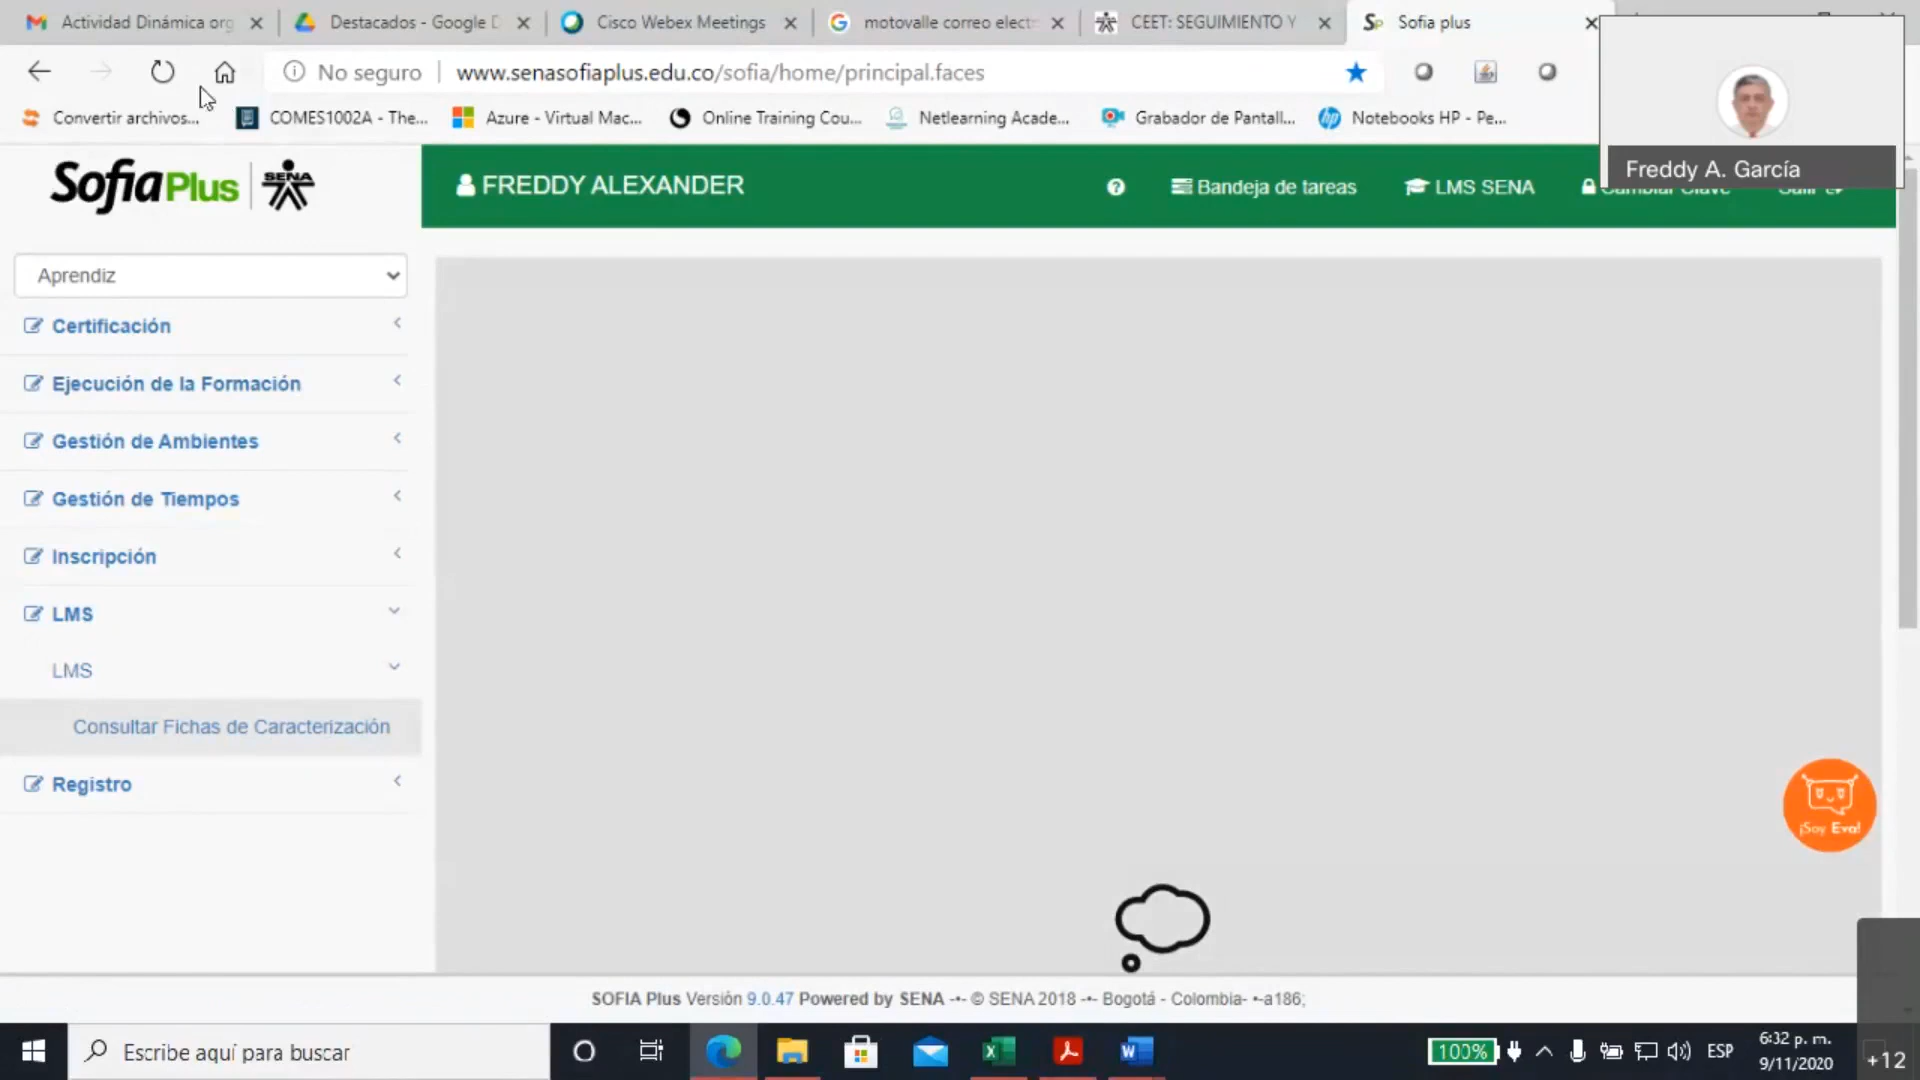 Actividad Dinámica org
Destacados - Google D
Cisco Webex Meetings
motovalle correo electr
CEET: SEGUIMIENTO Y
Sofia plus
No seguro
www.senasofiaplus.edu.co/sofia/home/principal.faces
Convertir archivos...
COMES1002A - The...
Azure - Virtual Mac...
Online Training Cou...
Netlearning Acade...
Grabador de Pantall...
Notebooks HP - Pe...
Freddy A. García
SofiaPlus
SENA
FREDDY ALEXANDER
Bandeja de tareas
LMS SENA
Cambiar Clave
Salir
Aprendiz
Certificación
Ejecución de la Formación
Gestión de Ambientes
Gestión de Tiempos
Inscripción
LMS
LMS
Consultar Fichas de Caracterización
Registro
¡Soy Eva!
SOFIA Plus Versión 9.0.47 Powered by SENA -•- © SENA 2018 -•- Bogotá - Colombia- •-a186;
Escribe aquí para buscar
100%
ESP
6:32 p. m.
9/11/2020
+12